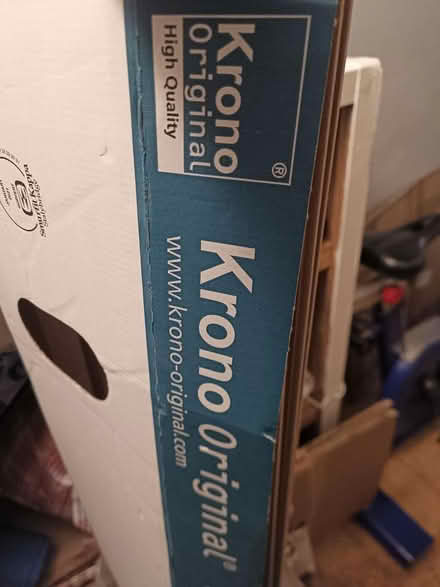 Krono
Original
®
High Quality
Krono Original®
www.krono-original.com